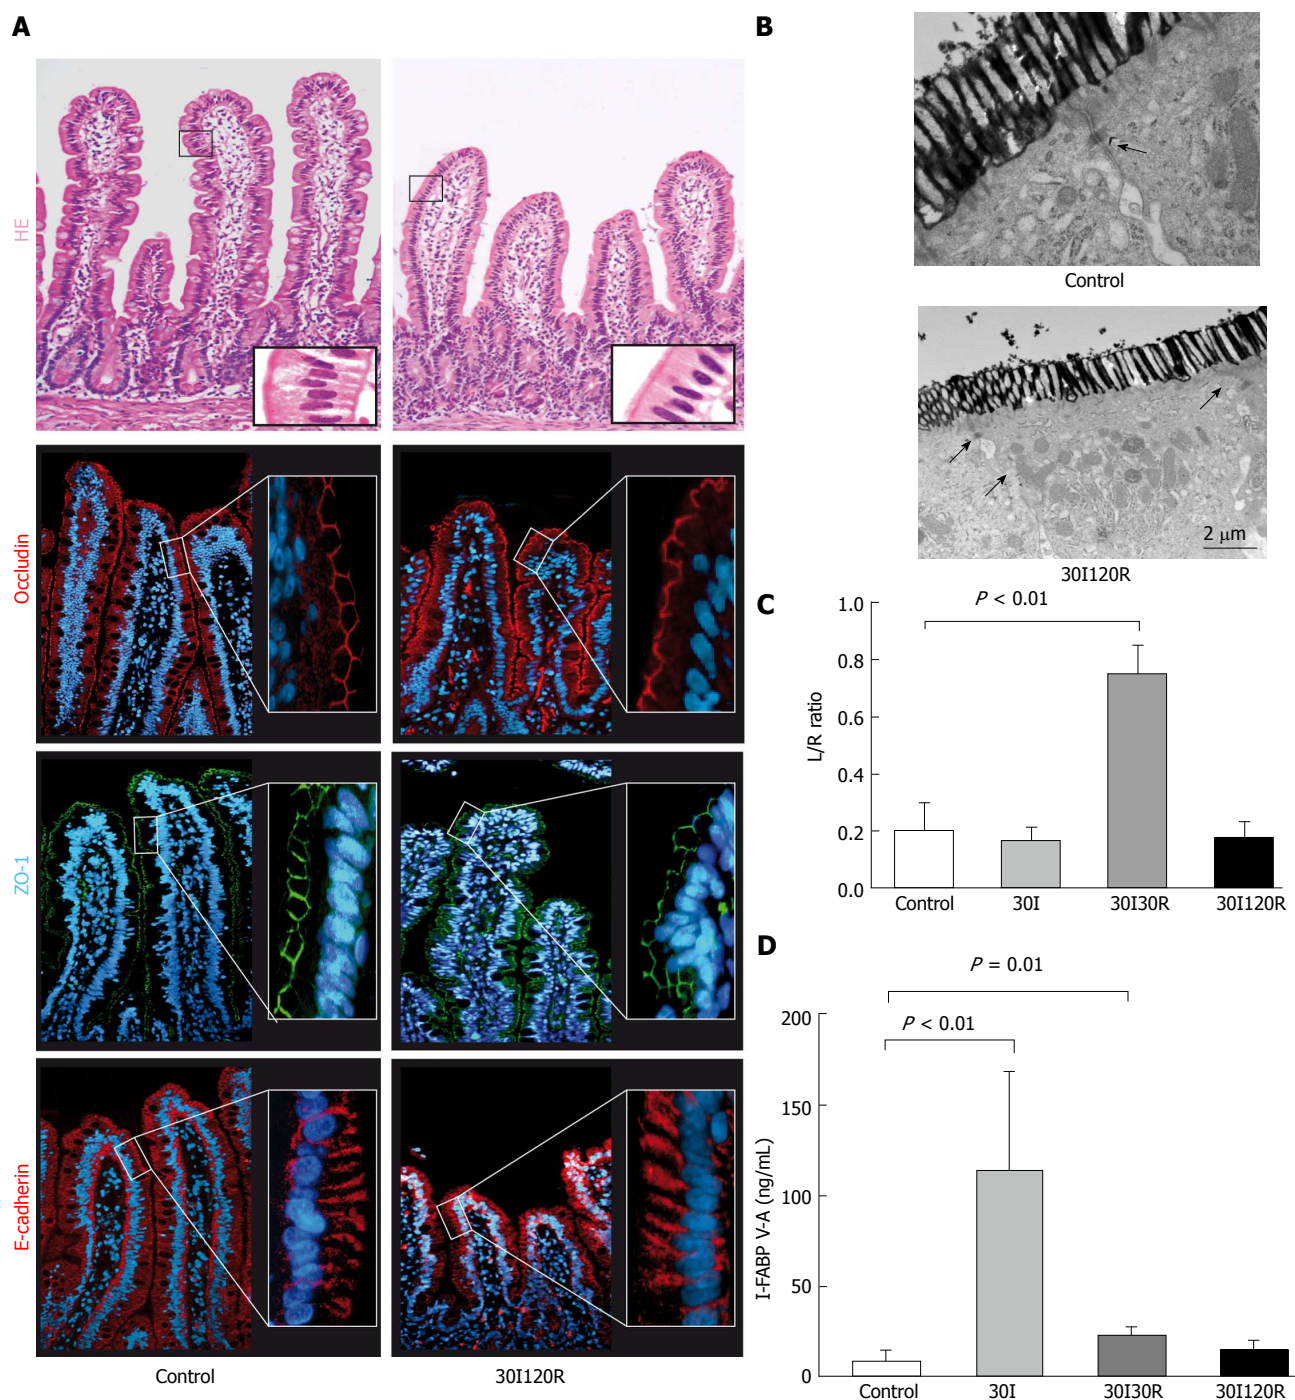 A
HE
Occludin
ZO-1
E-cadherin
Control
30I120R
B
Control
2 μm
30I120R
C
P < 0.01
L/R ratio
1.0
0.8
0.6
0.4
0.2
0.0
Control
30I
30I30R
30I120R
D
P = 0.01
P < 0.01
I-FABP V-A (ng/mL)
200
150
100
50
0
Control
30I
30I30R
30I120R